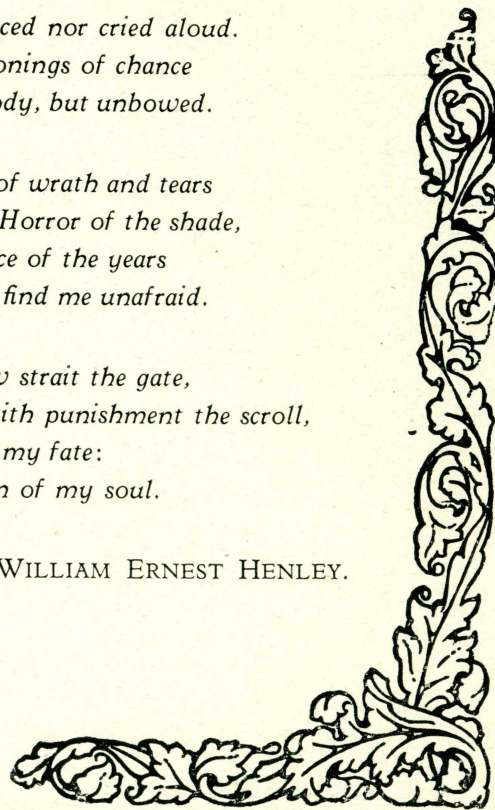 ced nor cried aloud.
onings of chance
ody, but unbowed.
of wrath and tears
Horror of the shade,
ce of the years
find me unafraid.
v strait the gate,
ith punishment the scroll,
my fate:
n of my soul.
WILLIAM ERNEST HENLEY.